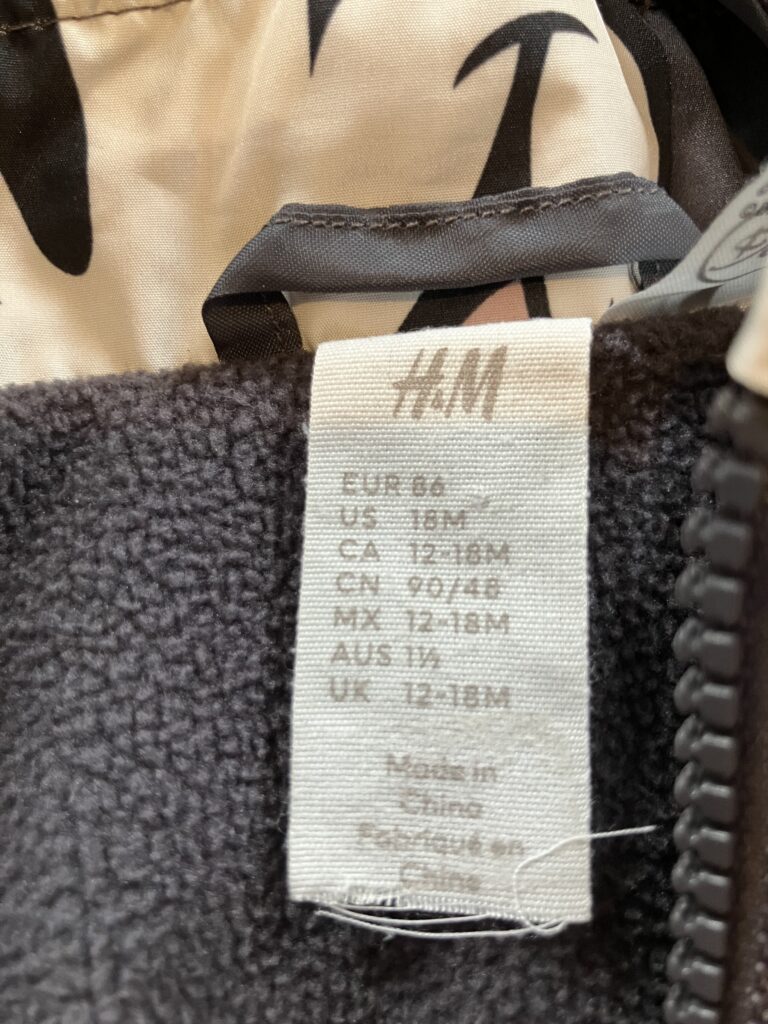 H&M
EUR 86
US 18M
CA 12-18M
CN 90/48
MX 12-18M
AUS 1½
UK 12-18M
Made in
China
Fabriqué en
Chine